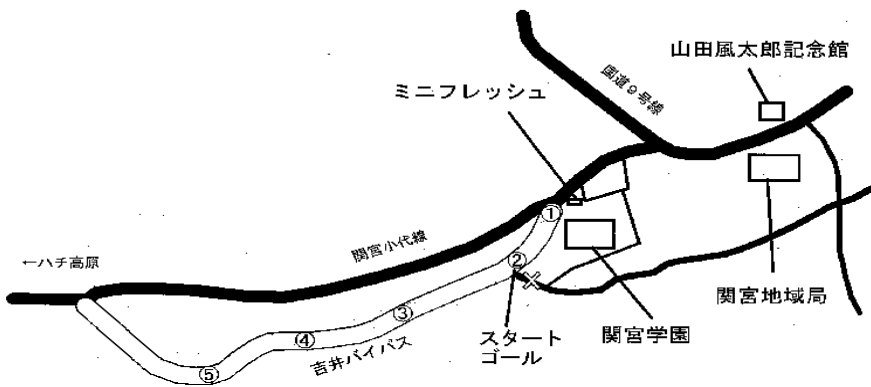 山田風太郎記念館
国道9号線
ミニフレッシュ
①
関宮小代線
←ハチ高原
②
関宮地域局
③
スタート
ゴール
関宮学園
④
吉井バイパス
⑤